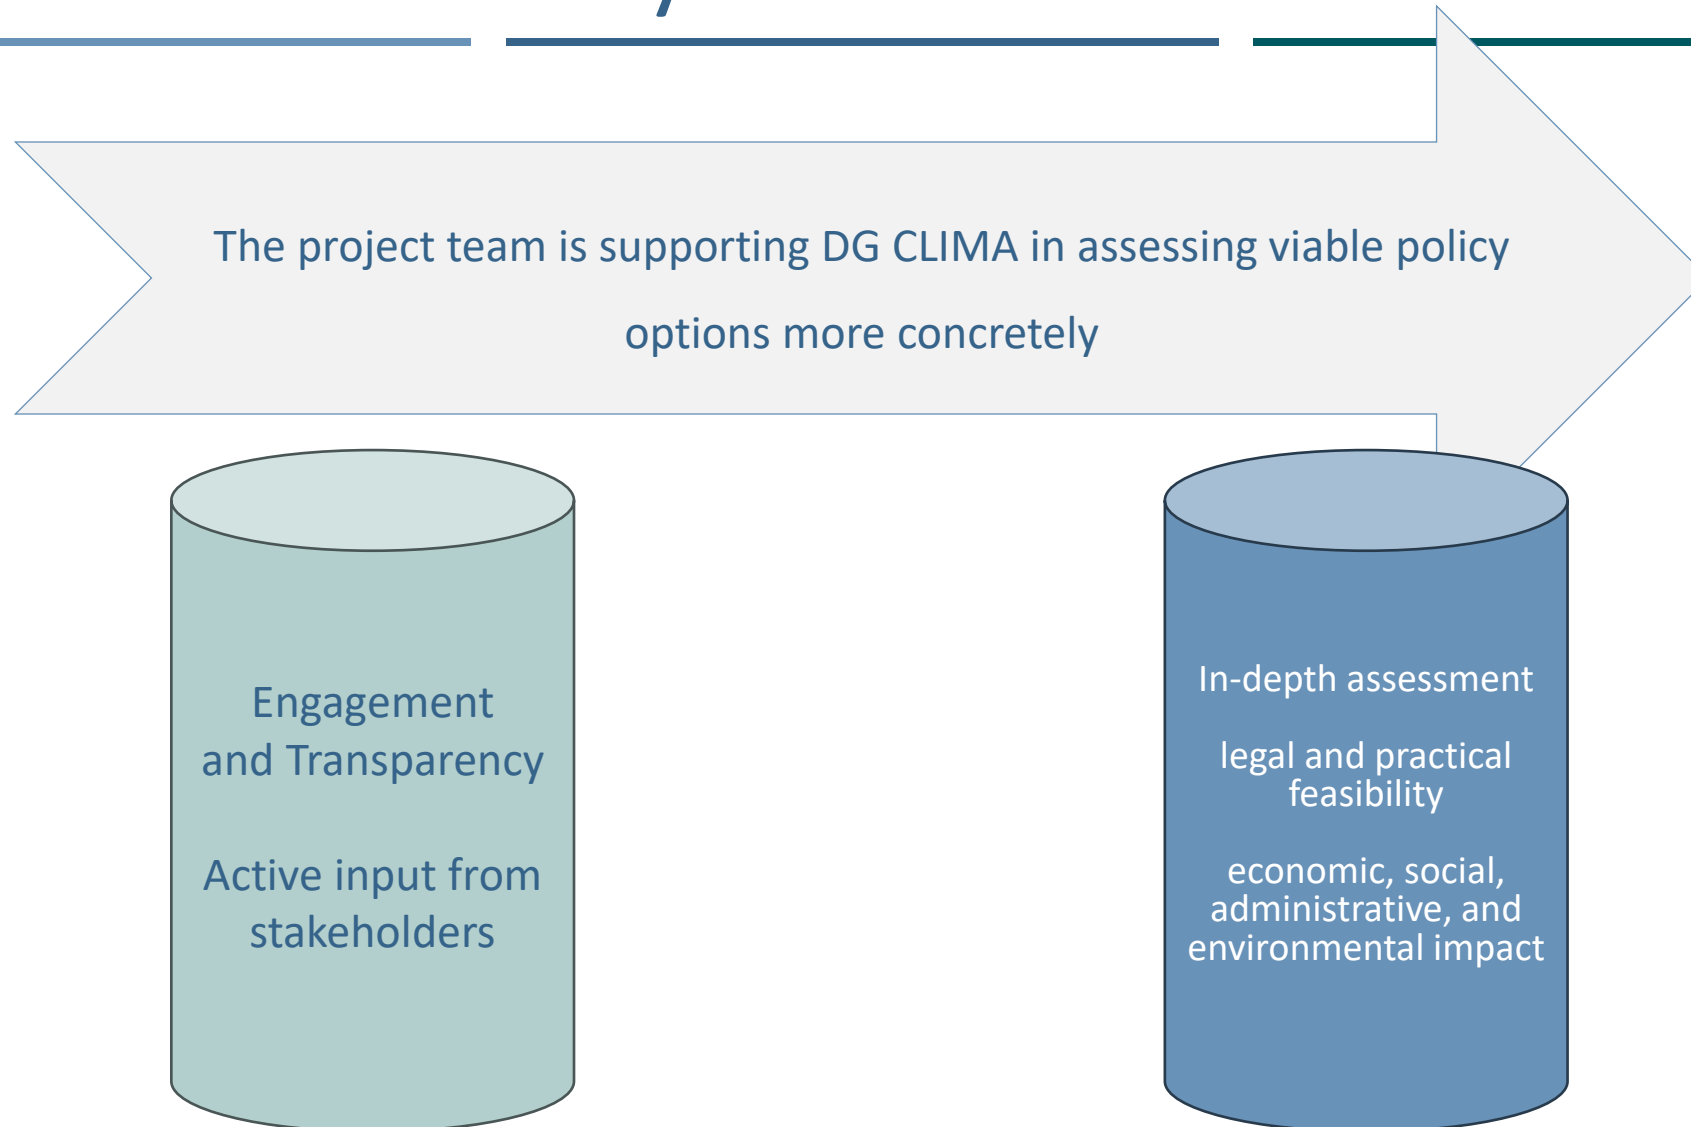 The project team is supporting DG CLIMA in assessing viable policy
options more concretely
Engagement
and Transparency
Active input from
stakeholders
In-depth assessment
legal and practical
feasibility
economic, social,
administrative, and
environmental impact